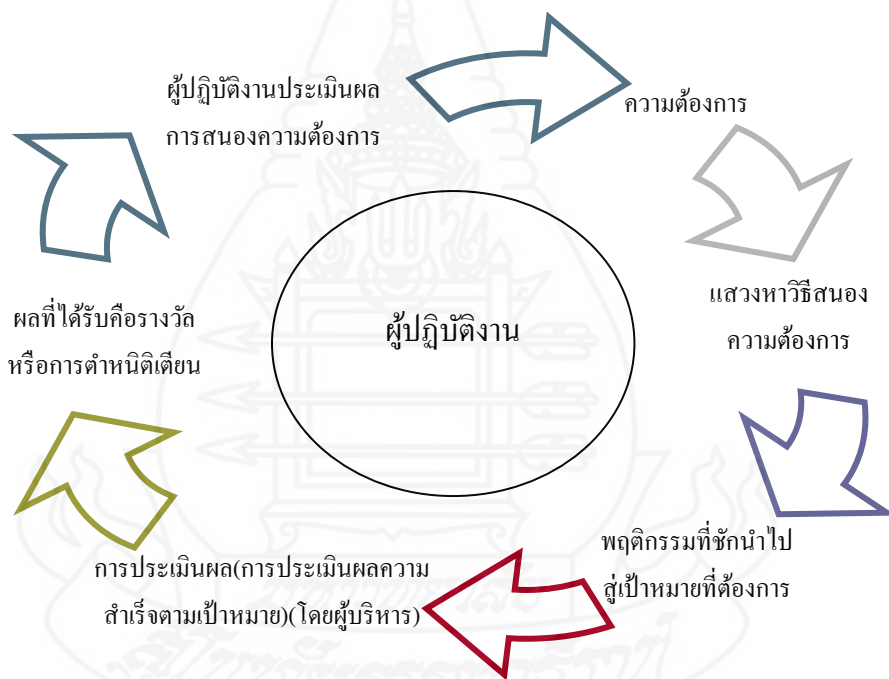 ผู้ปฏิบัติงานประเมินผล
การสนองความต้องการ
ความต้องการ
แสวงหาวิธีสนอง
ความต้องการ
พฤติกรรมที่ชักนำไป
สู่เป้าหมายที่ต้องการ
การประเมินผล(การประเมินผลความ
สำเร็จตามเป้าหมาย)(โดยผู้บริหาร)
ผลที่ได้รับคือรางวัล
หรือการตำหนิติเตียน
ผู้ปฏิบัติงาน